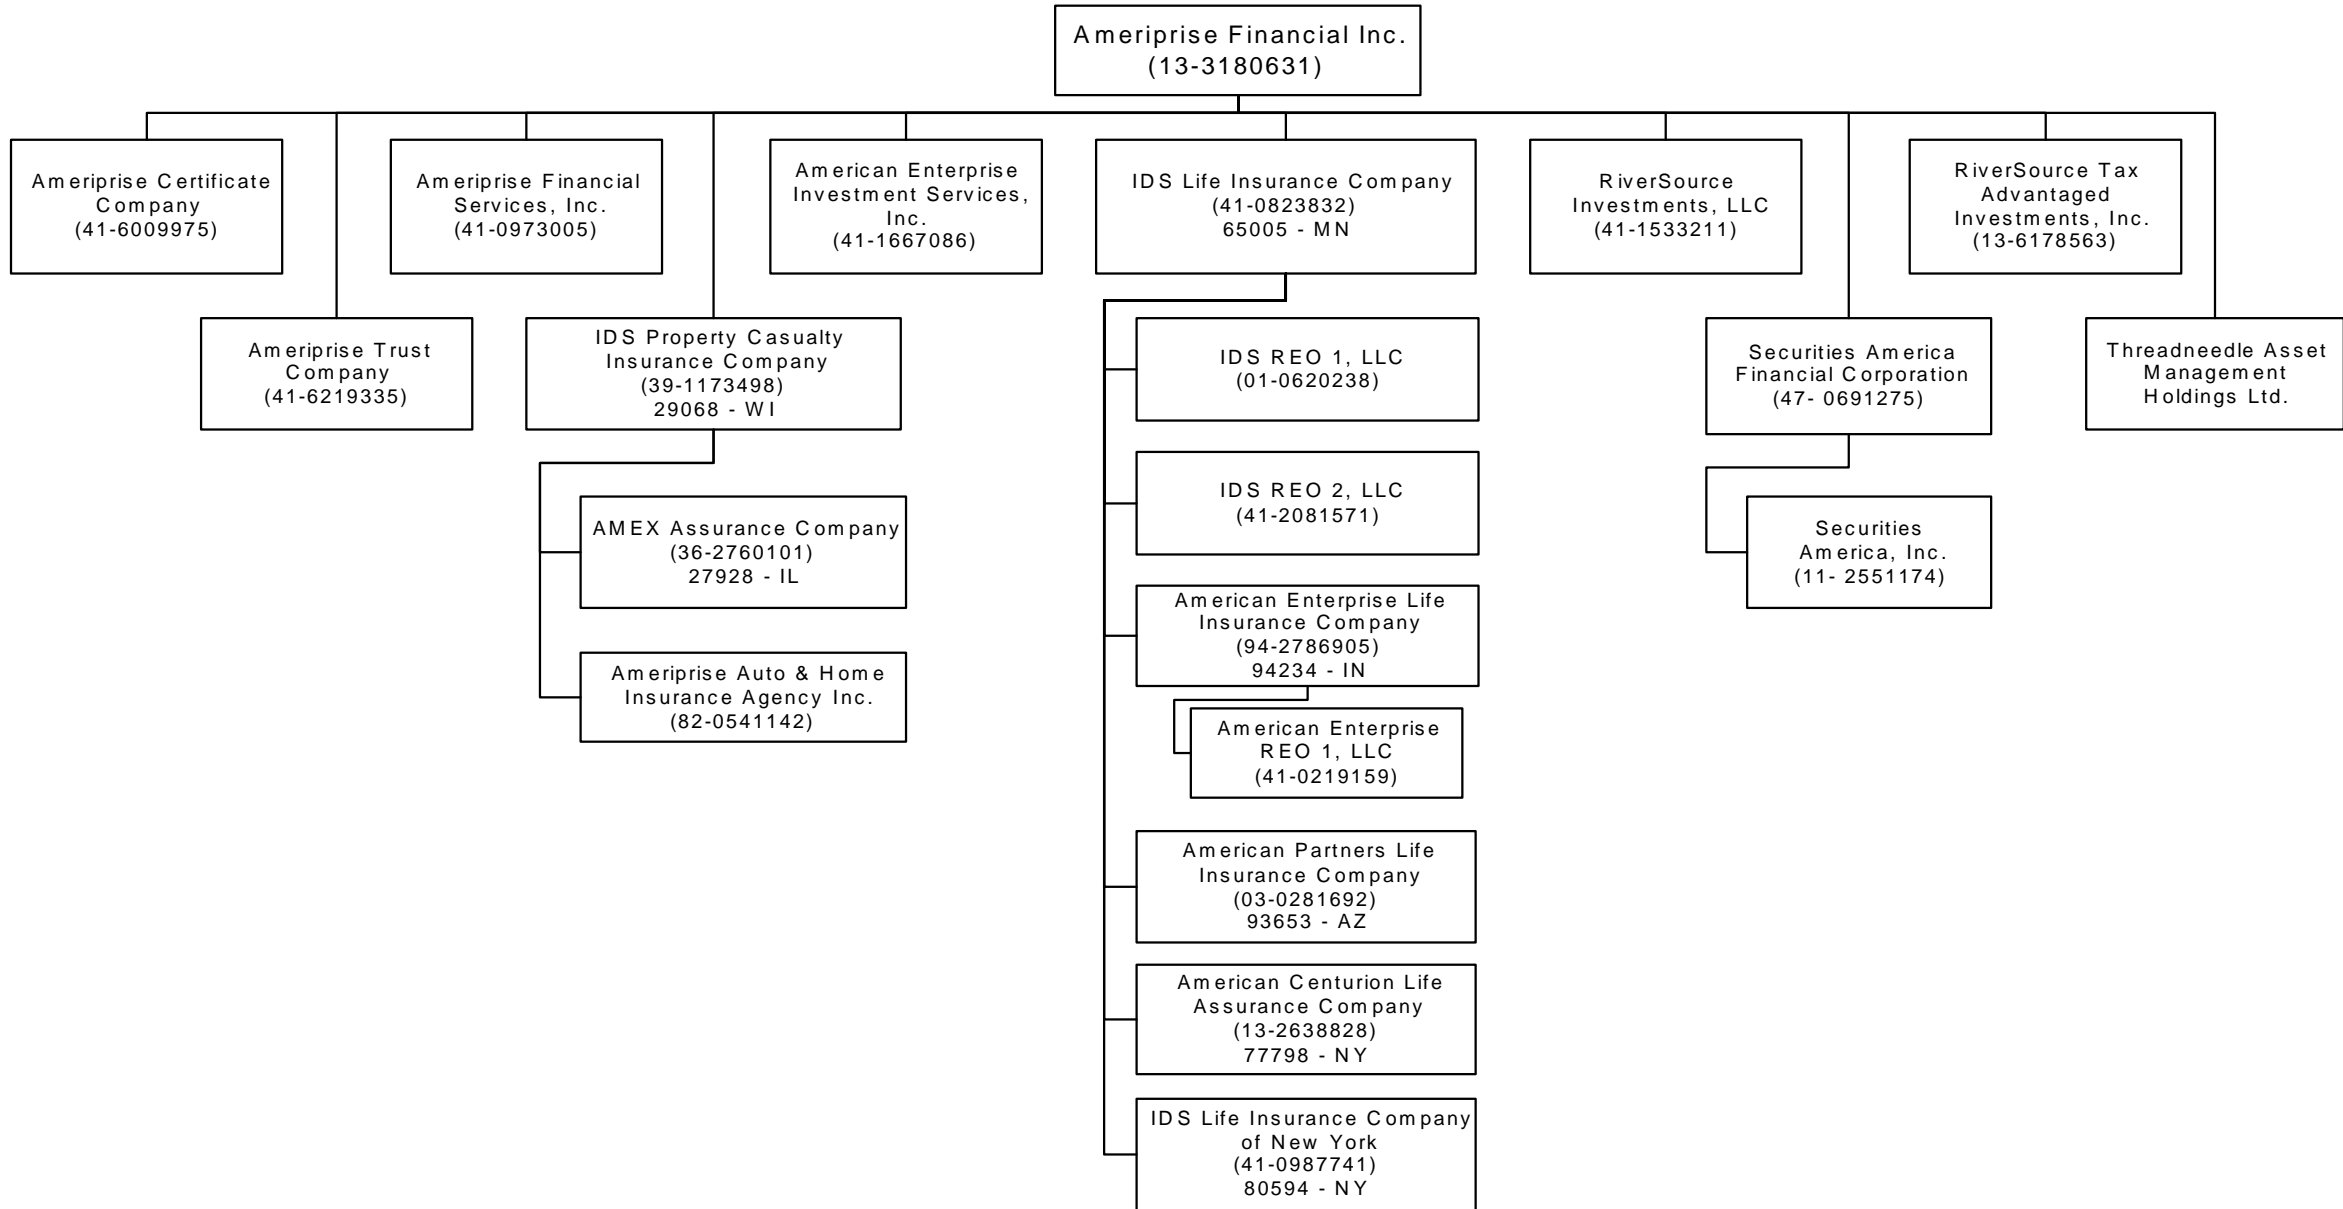 Ameriprise Financial Inc.
(13-3180631)
Ameriprise Certificate
Company
(41-6009975)
Ameriprise Financial
Services, Inc.
(41-0973005)
American Enterprise
Investment Services,
Inc.
(41-1667086)
IDS Life Insurance Company
(41-0823832)
65005 - MN
RiverSource
Investments, LLC
(41-1533211)
RiverSource Tax
Advantaged
Investments, Inc.
(13-6178563)
Ameriprise Trust
Company
(41-6219335)
IDS Property Casualty
Insurance Company
(39-1173498)
29068 - WI
IDS REO 1, LLC
(01-0620238)
Securities America
Financial Corporation
(47- 0691275)
Threadneedle Asset
Management
Holdings Ltd.
IDS REO 2, LLC
(41-2081571)
AMEX Assurance Company
(36-2760101)
27928 - IL
Securities
America, Inc.
(11- 2551174)
American Enterprise Life
Insurance Company
(94-2786905)
94234 - IN
Ameriprise Auto & Home
Insurance Agency Inc.
(82-0541142)
American Enterprise
REO 1, LLC
(41-0219159)
American Partners Life
Insurance Company
(03-0281692)
93653 - AZ
American Centurion Life
Assurance Company
(13-2638828)
77798 - NY
IDS Life Insurance Company
of New York
(41-0987741)
80594 - NY